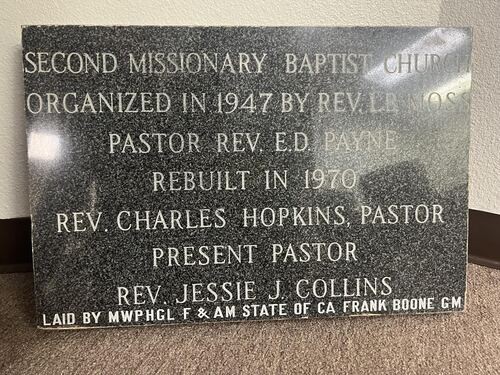 SECOND MISSIONARY BAPTIST CHURCH
ORGANIZED IN 1947 BY REV. L.R. MOSS
PASTOR REV. E.D. PAYNE
REBUILT IN 1970
REV. CHARLES HOPKINS, PASTOR
PRESENT PASTOR
REV. JESSIE J. COLLINS
LAID BY MWPHGL F & AM STATE OF CA FRANK BOONE GM